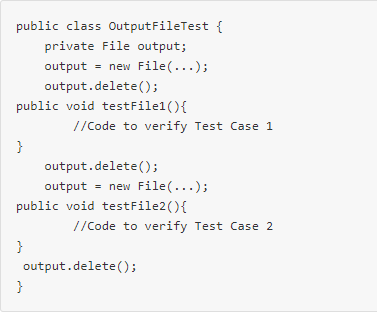 public class OutputFileTest {
    private File output;
    output = new File(...);
    output.delete();
public void testFile1(){
        //Code to verify Test Case 1
}
    output.delete();
    output = new File(...);
public void testFile2(){
        //Code to verify Test Case 2
}
 output.delete();
}